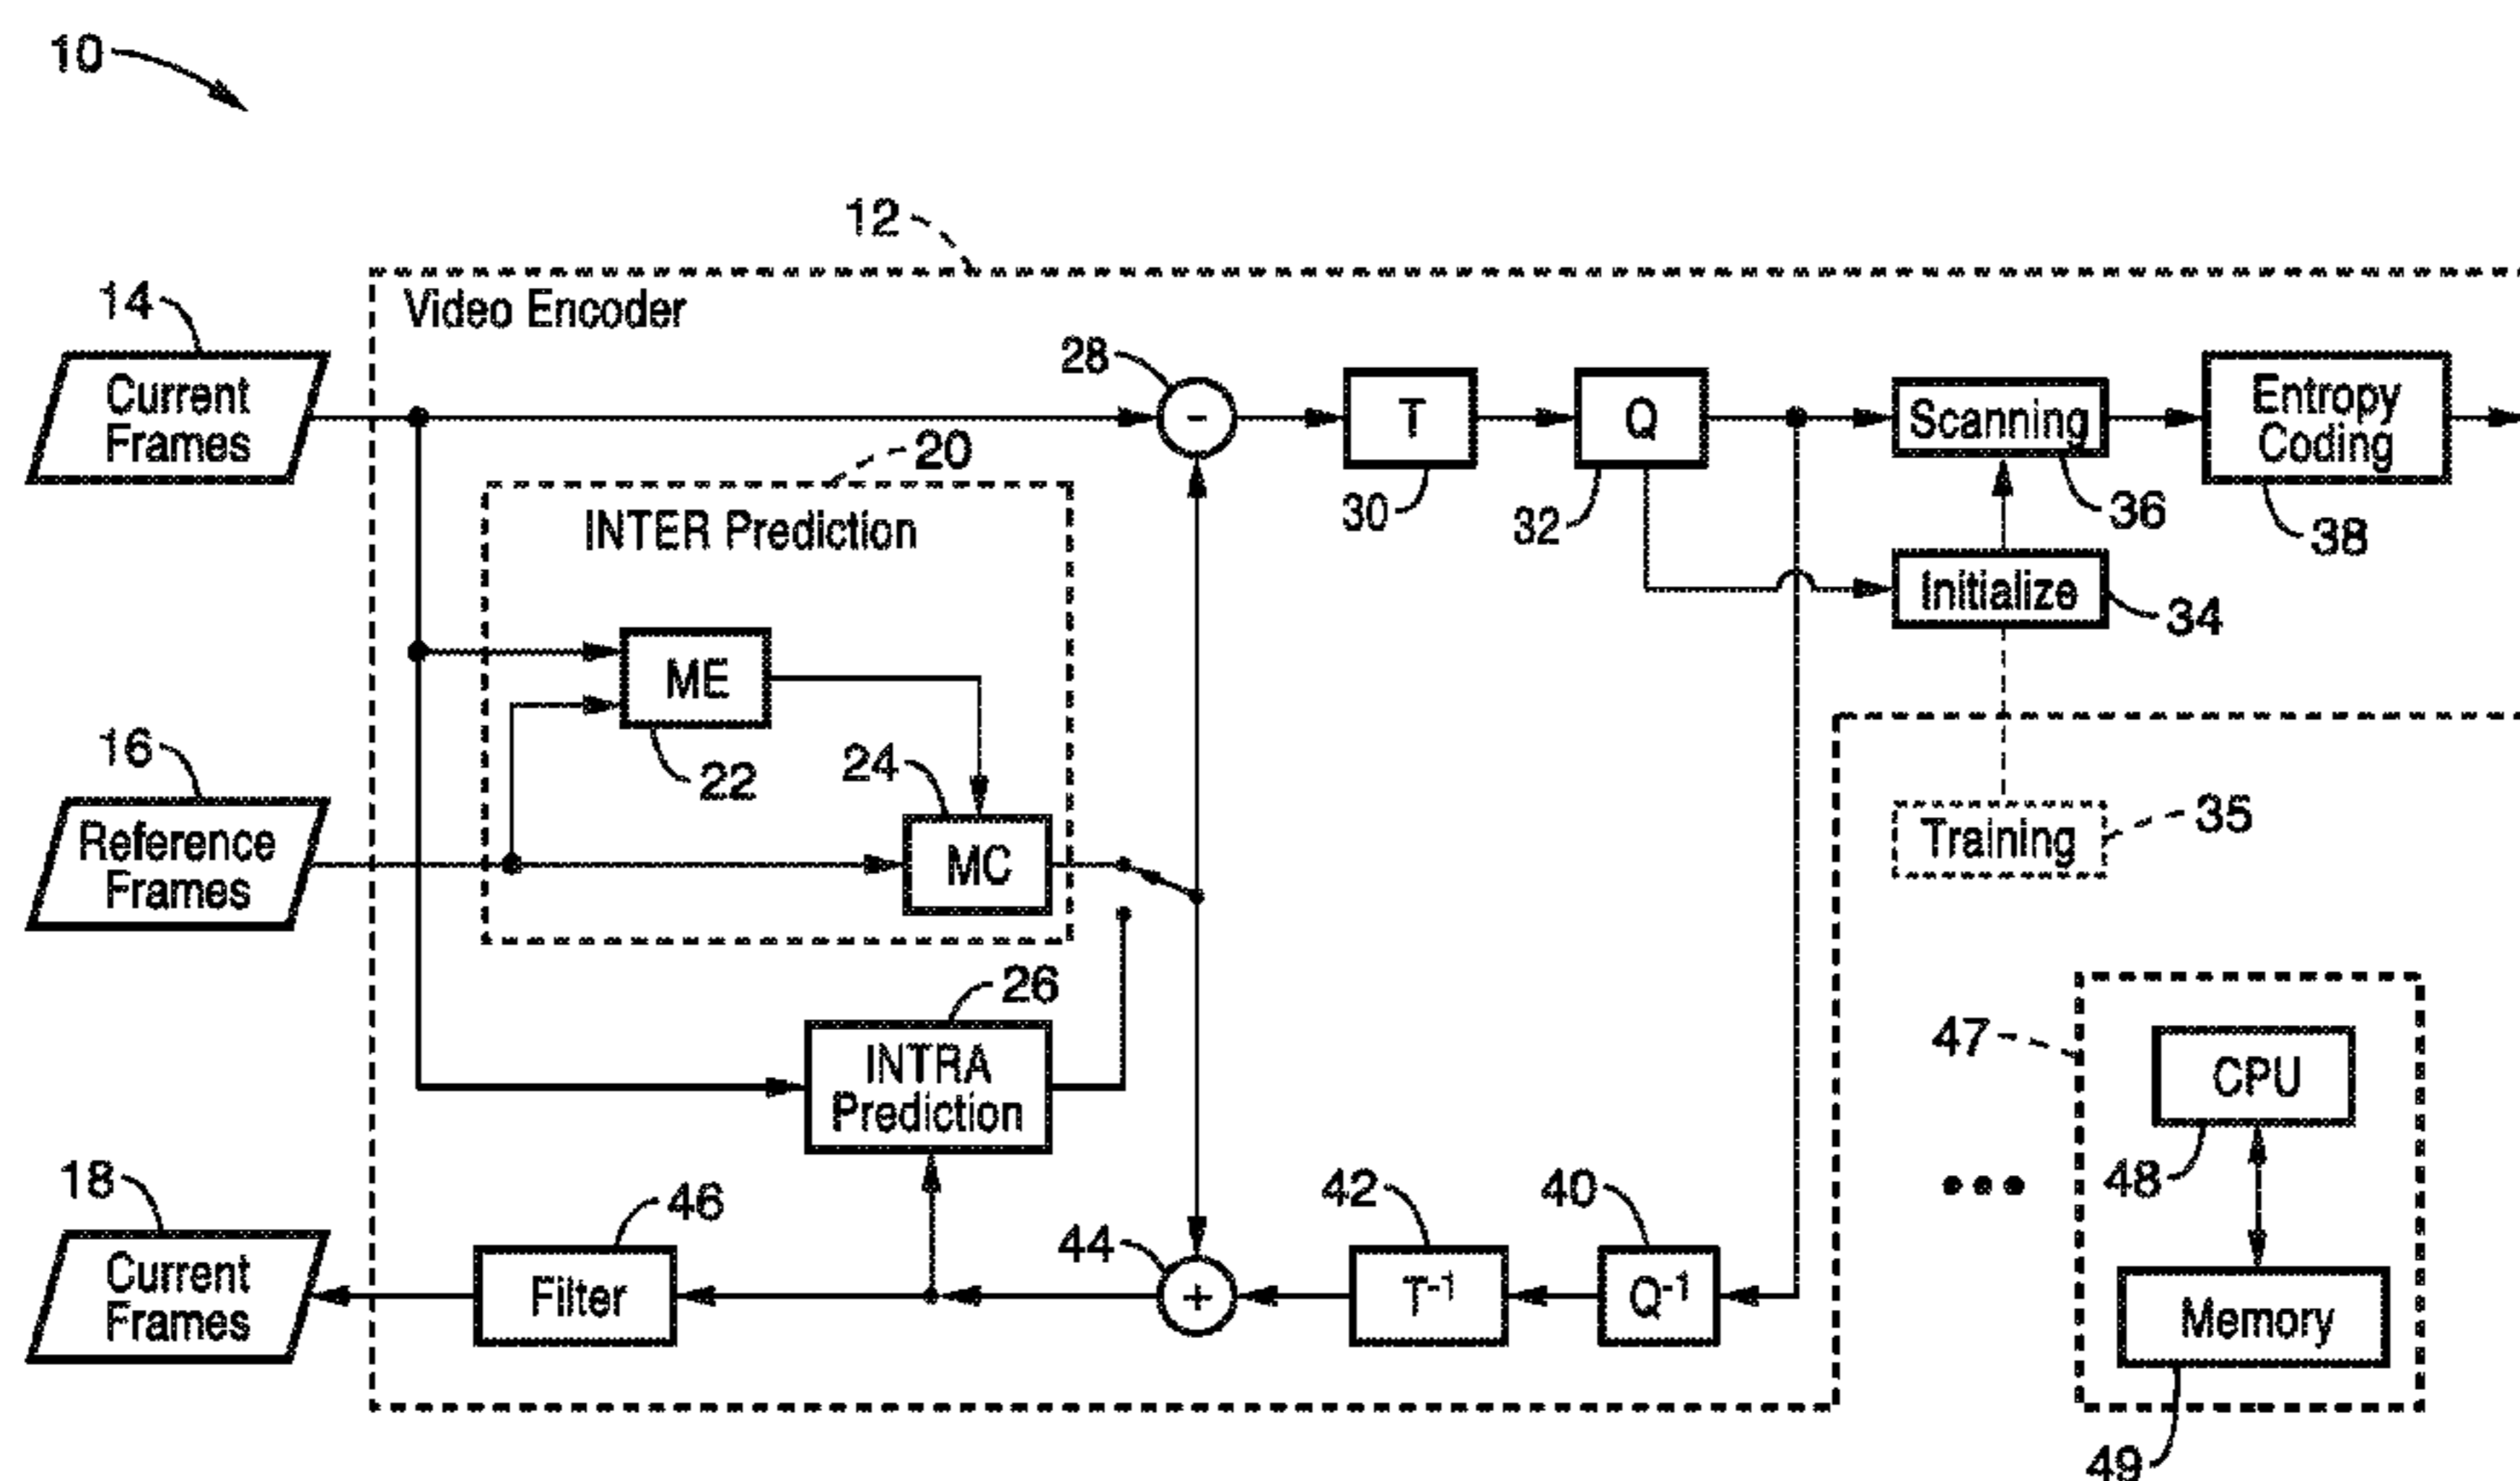 10
12
14
Video Encoder
28
Current
Frames
-
T
Q
Scanning
Entropy
Coding
20
30
32
36
38
INTER Prediction
Initialize
34
ME
16
22
24
Reference
Frames
MC
Training
35
26
INTRA
Prediction
47
CPU
48
18
46
44
42
40
Current
Frames
Filter
+
T-1
Q-1
Memory
49